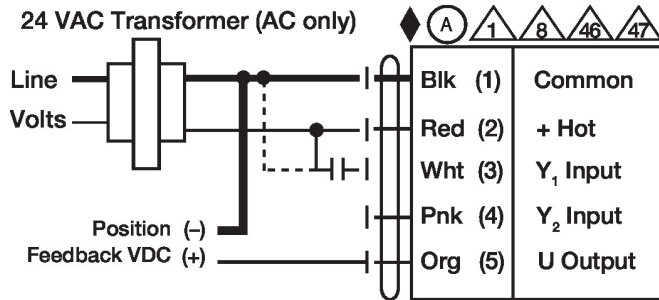 24 VAC Transformer (AC only)
A 1 8 46 47
Line
Volts
Blk (1) Common
Red (2) + Hot
Wht (3) Y₁ Input
Pnk (4) Y₂ Input
Position (–)
Feedback VDC (+)
Org (5) U Output